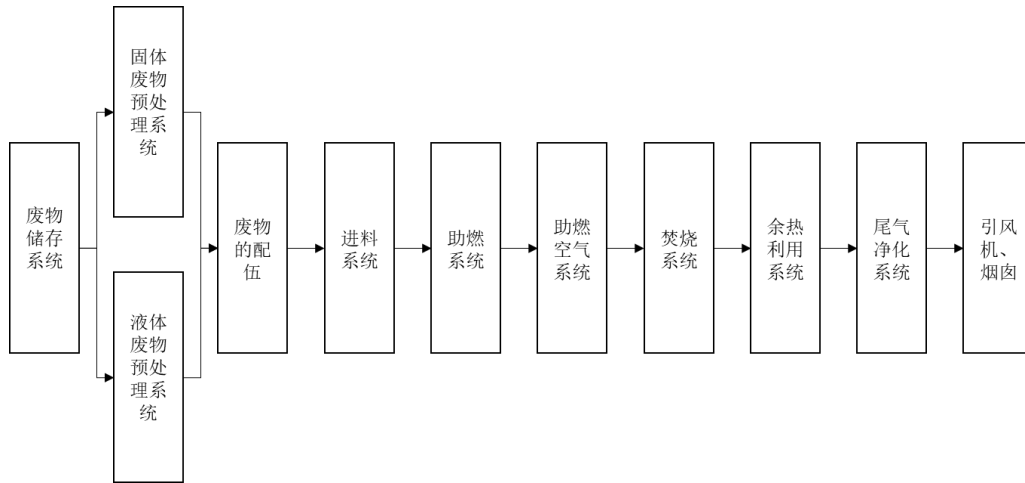 固体
废物
预处
理系
统
废物
储存
系统
液体
废物
预处
理系
统
废物
的配
伍
进料
系统
助燃
系统
助燃
空气
系统
焚烧
系统
余热
利用
系统
尾气
净化
系统
引风
机、
烟囱